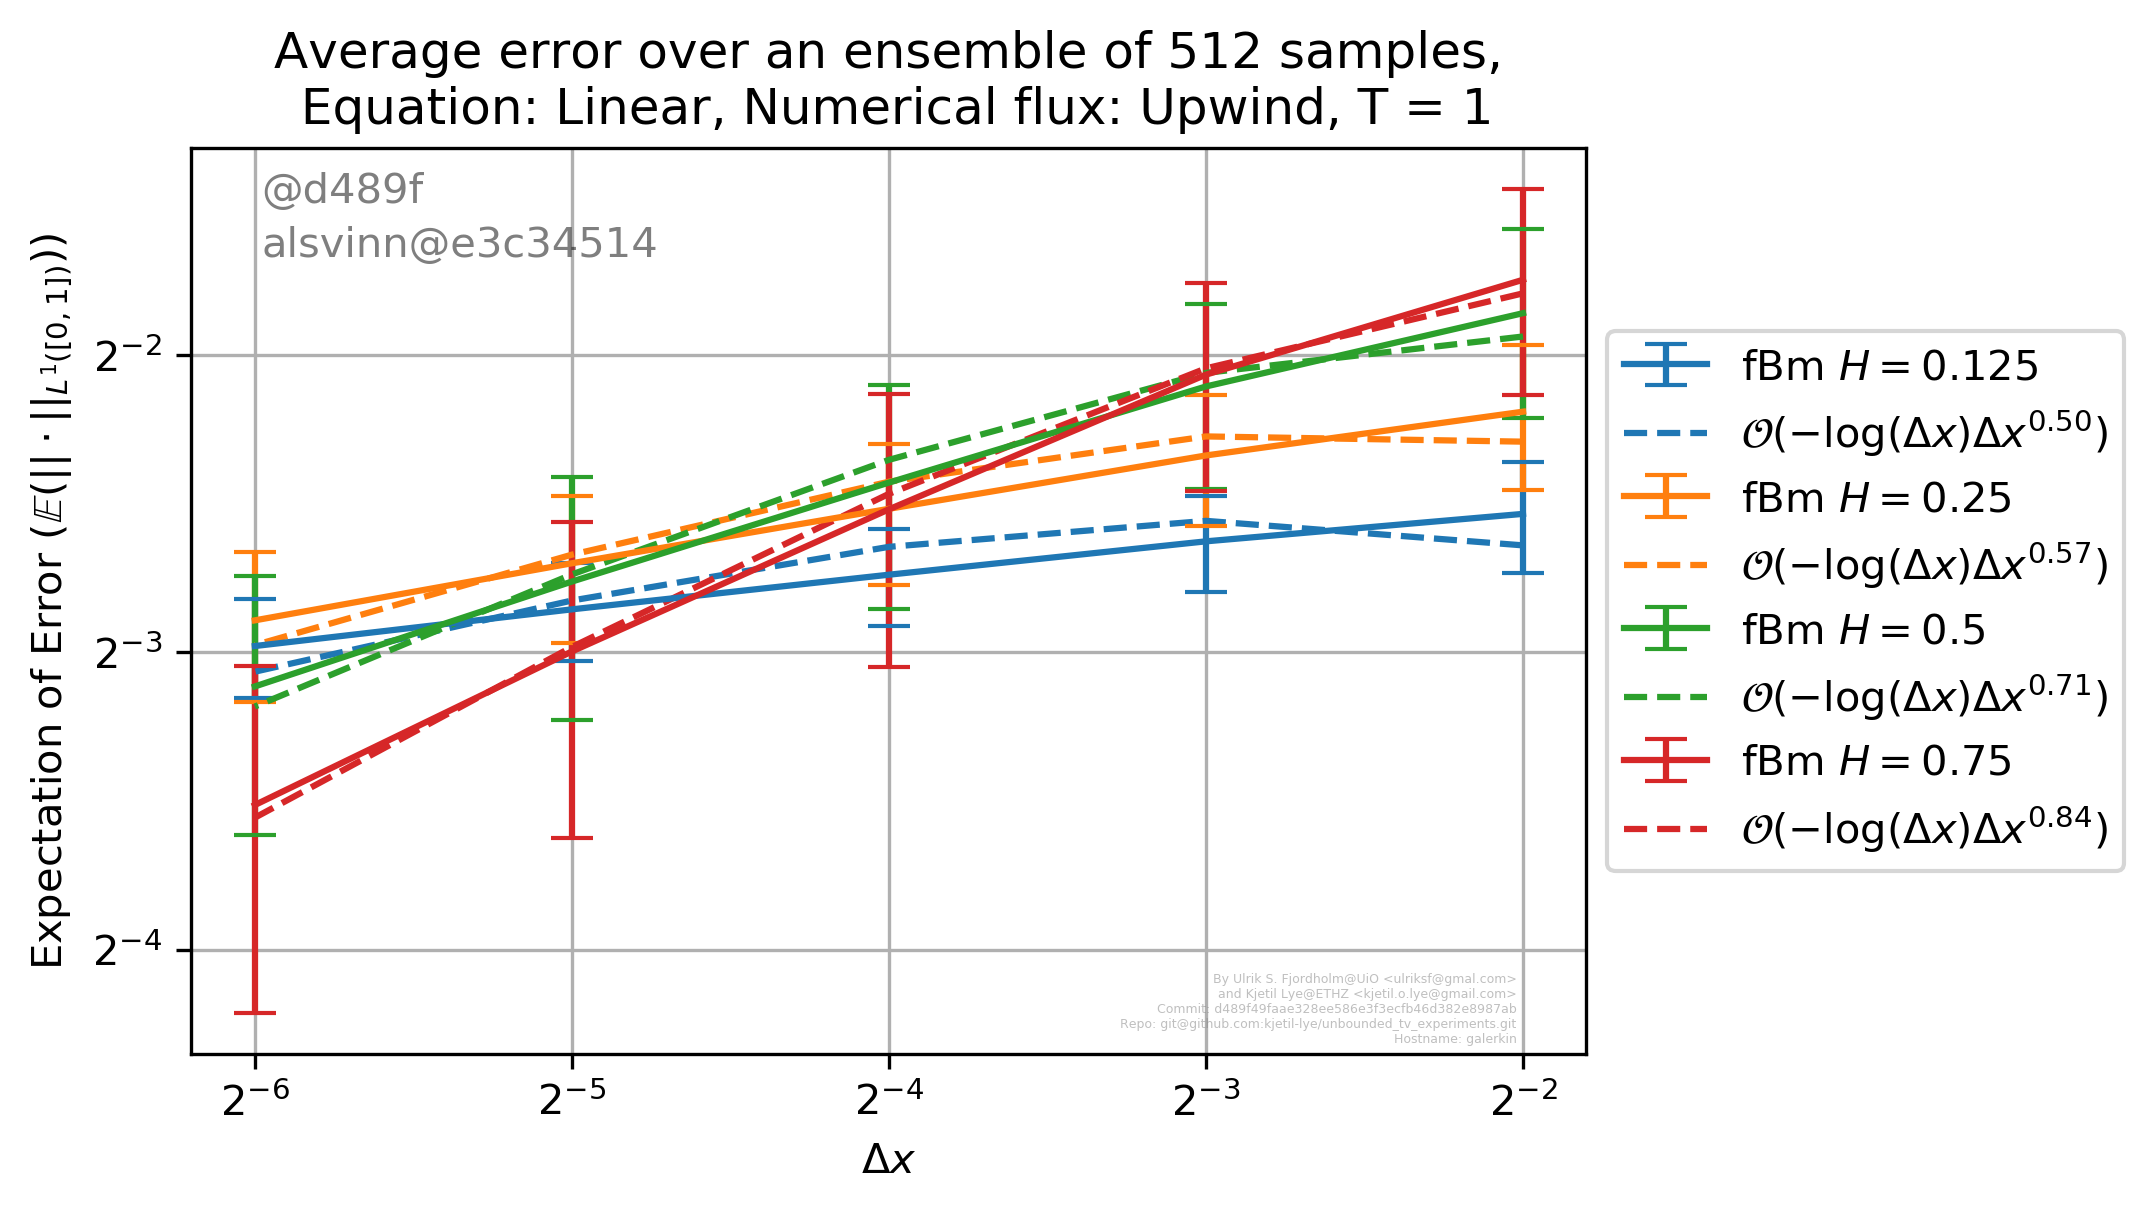 Average error over an ensemble of 512 samples,
Equation: Linear, Numerical flux: Upwind, T = 1
@d489f
alsvinn@e3c34514
Expectation of Error (𝔼(||·||_{L^1([0,1])}))
2^{-2}
2^{-3}
2^{-4}
By Ulrik S. Fjordholm@UiO <ulriksf@gmal.com>
and Kjetil Lye@ETHZ <kjetil.o.lye@gmail.com>
Commit: d489f49faae328ee586e3f3ecfb46d382e8987ab
Repo: git@github.com:kjetil-lye/unbounded_tv_experiments.git
Hostname: galerkin
2^{-6} 2^{-5} 2^{-4} 2^{-3} 2^{-2}
Δx
fBm H = 0.125
𝒪(−log(Δx)Δx^{0.50})
fBm H = 0.25
𝒪(−log(Δx)Δx^{0.57})
fBm H = 0.5
𝒪(−log(Δx)Δx^{0.71})
fBm H = 0.75
𝒪(−log(Δx)Δx^{0.84})